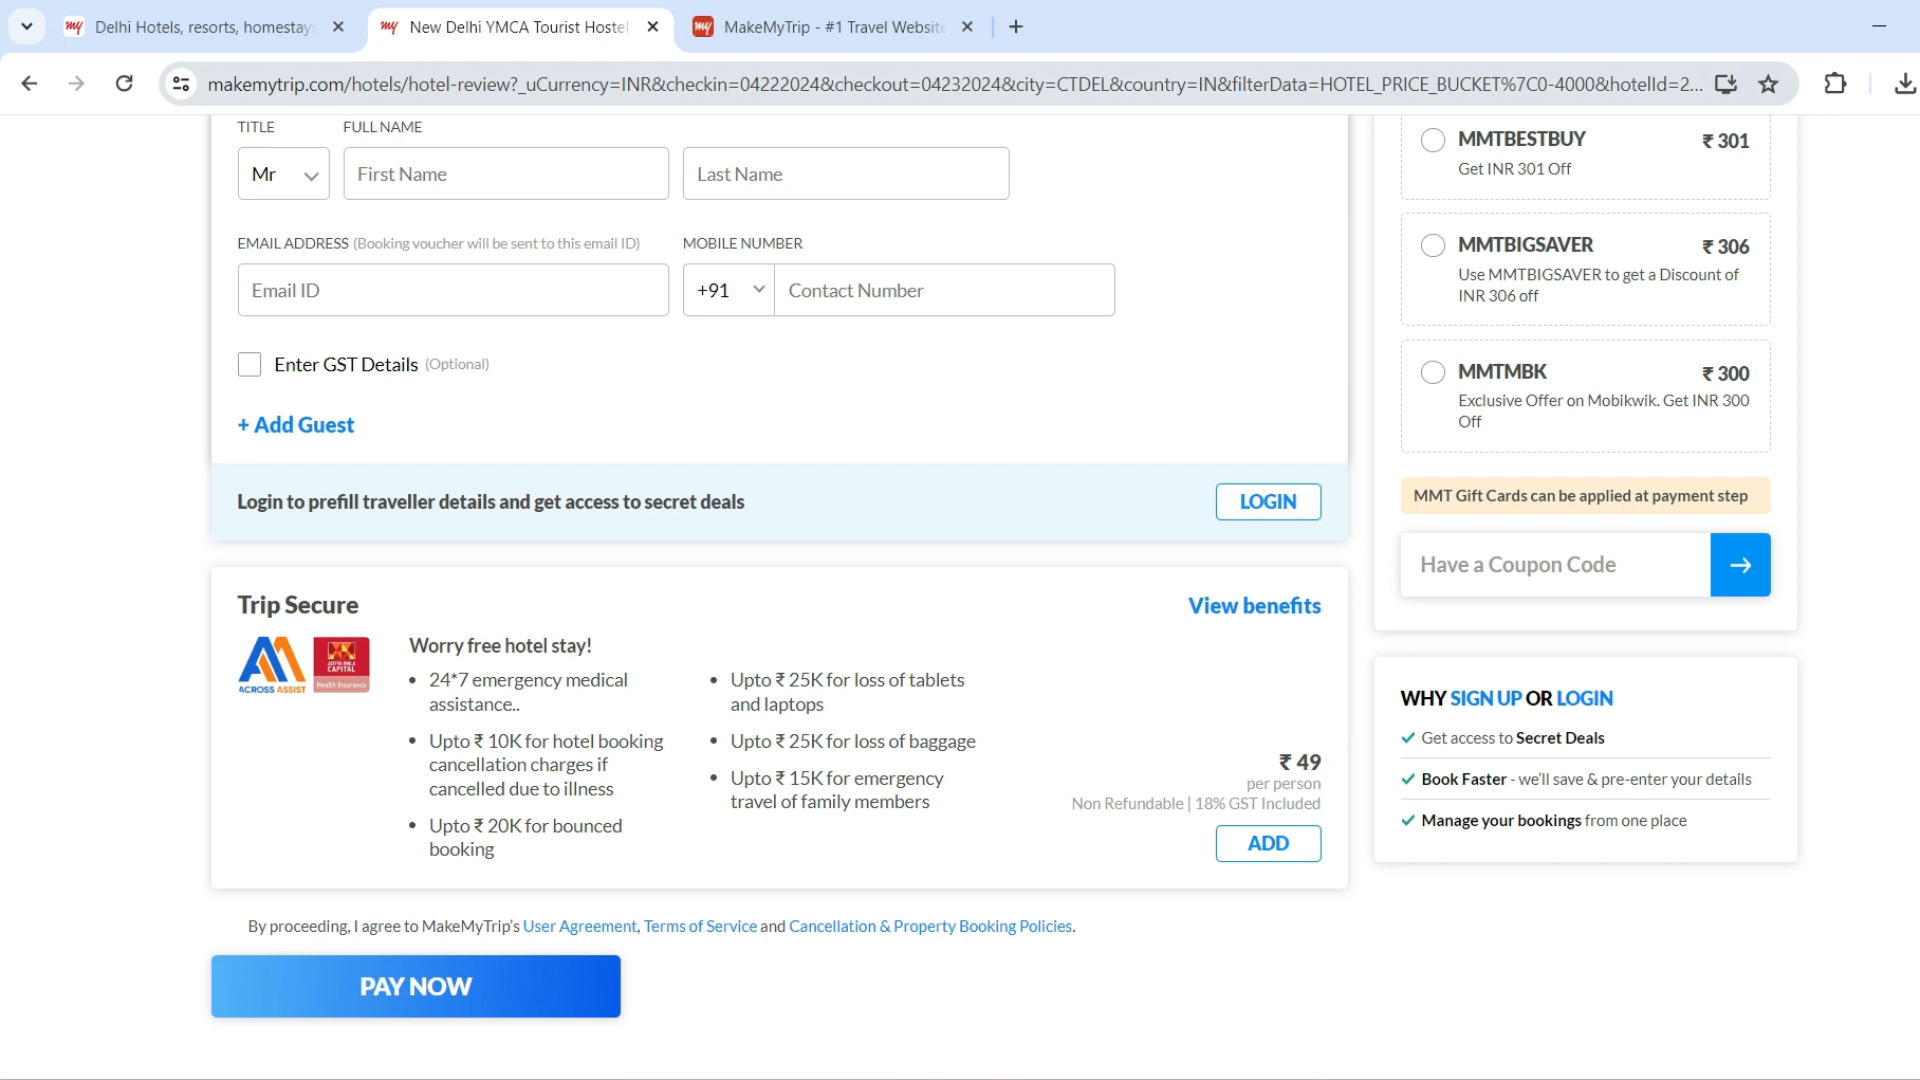 Delhi Hotels, resorts, homestays
New Delhi YMCA Tourist Hostel
MakeMyTrip - #1 Travel Website
makemytrip.com/hotels/hotel-review?_uCurrency=INR&checkin=04222024&checkout=04232024&city=CTDEL&country=IN&filterData=HOTEL_PRICE_BUCKET%7C0-4000&hotelId=2...
TITLE
FULL NAME
Mr
First Name
Last Name
EMAIL ADDRESS (Booking voucher will be sent to this email ID)
MOBILE NUMBER
Email ID
+91
Contact Number
Enter GST Details (Optional)
+ Add Guest
Login to prefill traveller details and get access to secret deals
LOGIN
Trip Secure
View benefits
ACROSS ASSIST
ADITYA BIRLA
CAPITAL
Health Insurance
Worry free hotel stay!
24*7 emergency medical
assistance..
Upto ₹ 10K for hotel booking
cancellation charges if
cancelled due to illness
Upto ₹ 20K for bounced
booking
Upto ₹ 25K for loss of tablets
and laptops
Upto ₹ 25K for loss of baggage
Upto ₹ 15K for emergency
travel of family members
₹ 49
per person
Non Refundable | 18% GST Included
ADD
By proceeding, I agree to MakeMyTrip's User Agreement, Terms of Service and Cancellation & Property Booking Policies.
PAY NOW
MMTBESTBUY
₹ 301
Get INR 301 Off
MMTBIGSAVER
₹ 306
Use MMTBIGSAVER to get a Discount of
INR 306 off
MMTMBK
₹ 300
Exclusive Offer on Mobikwik. Get INR 300
Off
MMT Gift Cards can be applied at payment step
Have a Coupon Code
WHY SIGN UP OR LOGIN
Get access to Secret Deals
Book Faster - we'll save & pre-enter your details
Manage your bookings from one place